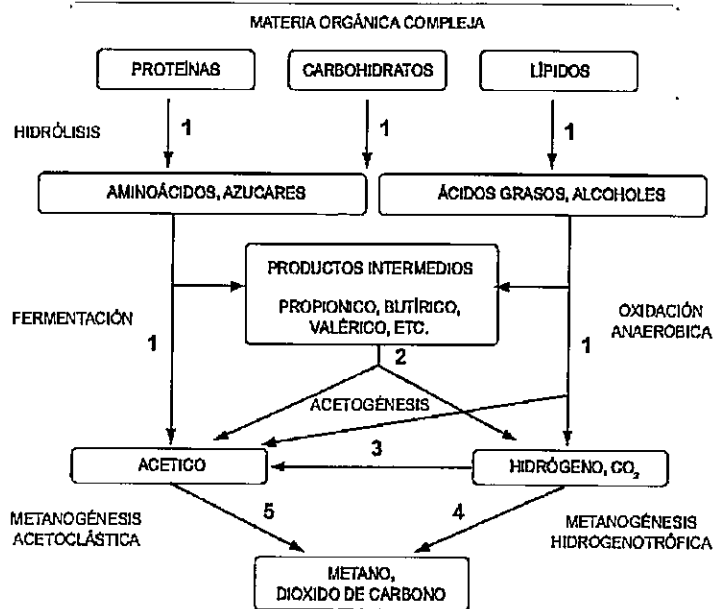 MATERIA ORGÁNICA COMPLEJA
PROTEÍNAS
CARBOHIDRATOS
LÍPIDOS
HIDRÓLISIS
1
1
1
AMINOÁCIDOS, AZUCARES
ÁCIDOS GRASOS, ALCOHOLES
PRODUCTOS INTERMEDIOS
PROPIONICO, BUTÍRICO,
VALÉRICO, ETC.
FERMENTACIÓN
OXIDACIÓN
ANAEROBICA
1
2
1
ACETOGÉNESIS
ACETICO
3
HIDRÓGENO, CO₂
METANOGÉNESIS
ACETOCLÁSTICA
5
4
METANOGÉNESIS
HIDROGENOTRÓFICA
METANO,
DIOXIDO DE CARBONO